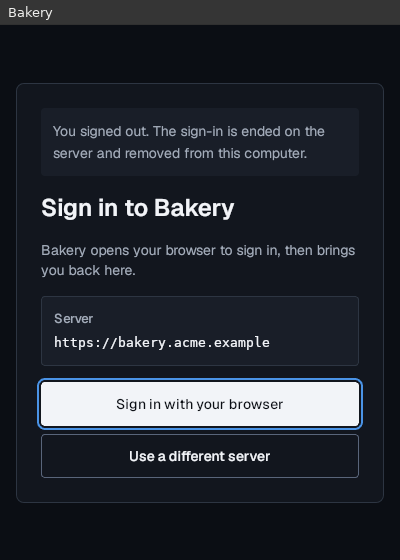 Bakery
You signed out. The sign-in is ended on the
server and removed from this computer.
Sign in to Bakery
Bakery opens your browser to sign in, then brings
you back here.
Server
https://bakery.acme.example
Sign in with your browser
Use a different server